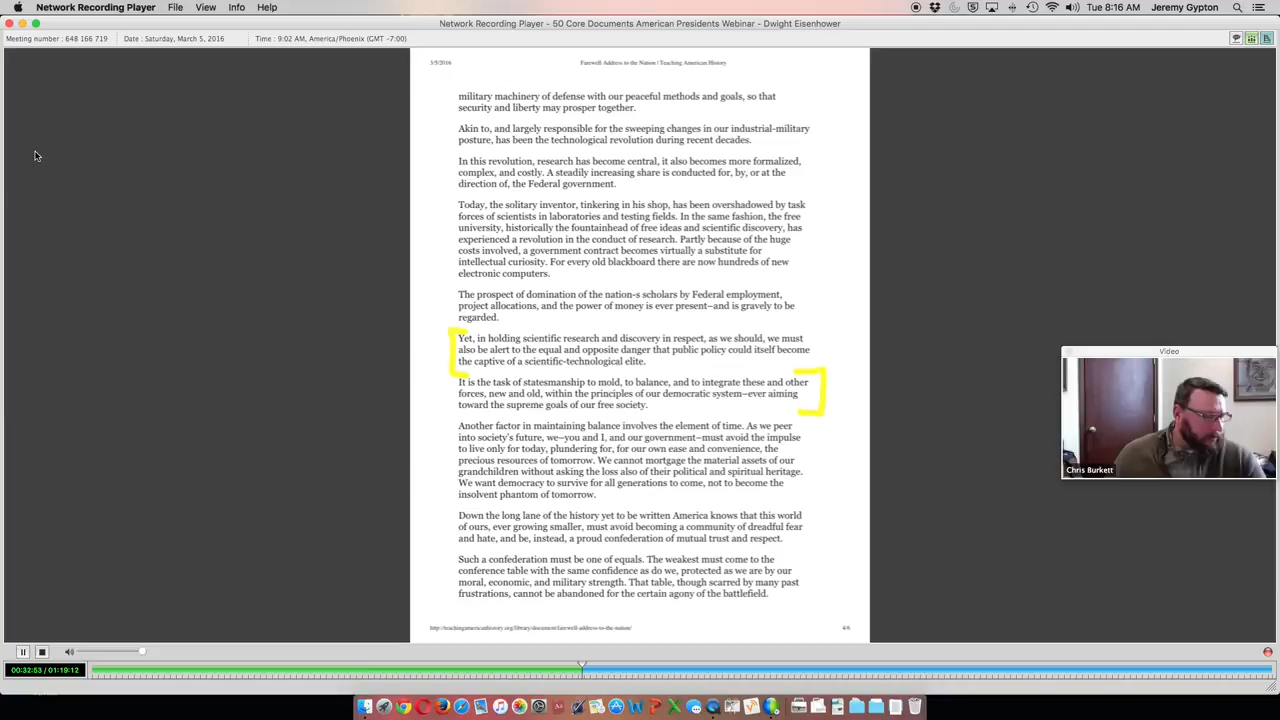 Network Recording Player File View Info Help Tue 8:16 AM Jeremy Gypton
Network Recording Player - 50 Core Documents American Presidents Webinar - Dwight Eisenhower
Meeting number : 648 166 719 Date : Saturday, March 5, 2016 Time : 9:02 AM, America/Phoenix (GMT -7:00)
3/5/2016 Farewell Address to the Nation | Teaching American History
military machinery of defense with our peaceful methods and goals, so that
security and liberty may prosper together.
Akin to, and largely responsible for the sweeping changes in our industrial-military
posture, has been the technological revolution during recent decades.
In this revolution, research has become central, it also becomes more formalized,
complex, and costly. A steadily increasing share is conducted for, by, or at the
direction of, the Federal government.
Today, the solitary inventor, tinkering in his shop, has been overshadowed by task
forces of scientists in laboratories and testing fields. In the same fashion, the free
university, historically the fountainhead of free ideas and scientific discovery, has
experienced a revolution in the conduct of research. Partly because of the huge
costs involved, a government contract becomes virtually a substitute for
intellectual curiosity. For every old blackboard there are now hundreds of new
electronic computers.
The prospect of domination of the nation-s scholars by Federal employment,
project allocations, and the power of money is ever present–and is gravely to be
regarded.
Yet, in holding scientific research and discovery in respect, as we should, we must
also be alert to the equal and opposite danger that public policy could itself become
the captive of a scientific-technological elite.
It is the task of statesmanship to mold, to balance, and to integrate these and other
forces, new and old, within the principles of our democratic system–ever aiming
toward the supreme goals of our free society.
Another factor in maintaining balance involves the element of time. As we peer
into society's future, we–you and I, and our government–must avoid the impulse
to live only for today, plundering for, for our own ease and convenience, the
precious resources of tomorrow. We cannot mortgage the material assets of our
grandchildren without asking the loss also of their political and spiritual heritage.
We want democracy to survive for all generations to come, not to become the
insolvent phantom of tomorrow.
Down the long lane of the history yet to be written America knows that this world
of ours, ever growing smaller, must avoid becoming a community of dreadful fear
and hate, and be, instead, a proud confederation of mutual trust and respect.
Such a confederation must be one of equals. The weakest must come to the
conference table with the same confidence as do we, protected as we are by our
moral, economic, and military strength. That table, though scarred by many past
frustrations, cannot be abandoned for the certain agony of the battlefield.
http://teachingamericanhistory.org/library/document/farewell-address-to-the-nation/ 4/6
Video
Chris Burkett
00:32:53 / 01:19:12